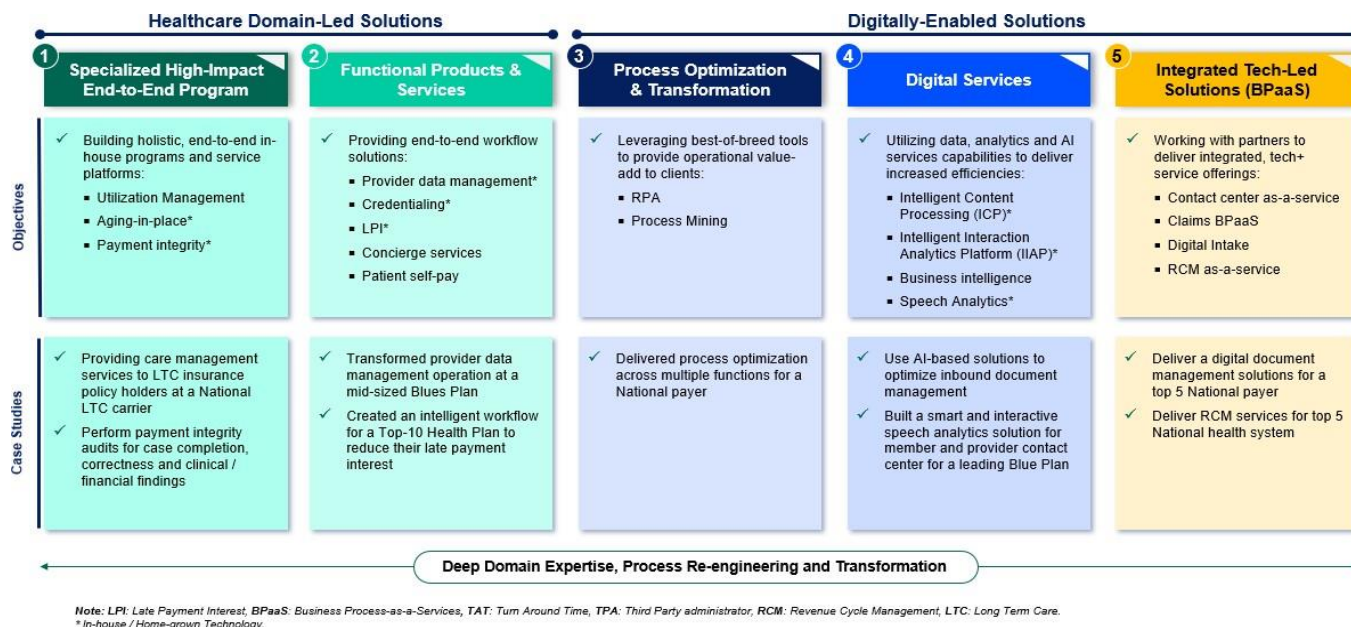 Healthcare Domain-Led Solutions
Digitally-Enabled Solutions
1
Specialized High-Impact
End-to-End Program
2
Functional Products &
Services
3
Process Optimization
& Transformation
4
Digital Services
5
Integrated Tech-Led
Solutions (BPaaS)
Objectives
✓ Building holistic, end-to-end in-
house programs and service
platforms:
▪ Utilization Management
▪ Aging-in-place*
▪ Payment integrity*
✓ Providing end-to-end workflow
solutions:
▪ Provider data management*
▪ Credentialing*
▪ LPI*
▪ Concierge services
▪ Patient self-pay
✓ Leveraging best-of-breed tools
to provide operational value-
add to clients:
▪ RPA
▪ Process Mining
✓ Utilizing data, analytics and AI
services capabilities to deliver
increased efficiencies:
▪ Intelligent Content
Processing (ICP)*
▪ Intelligent Interaction
Analytics Platform (IIAP)*
▪ Business intelligence
▪ Speech Analytics*
✓ Working with partners to
deliver integrated, tech+
service offerings:
▪ Contact center as-a-service
▪ Claims BPaaS
▪ Digital Intake
▪ RCM as-a-service
Case Studies
✓ Providing care management
services to LTC insurance
policy holders at a National
LTC carrier
✓ Perform payment integrity
audits for case completion,
correctness and clinical /
financial findings
✓ Transformed provider data
management operation at a
mid-sized Blues Plan
✓ Created an intelligent workflow
for a Top-10 Health Plan to
reduce their late payment
interest
✓ Delivered process optimization
across multiple functions for a
National payer
✓ Use AI-based solutions to
optimize inbound document
management
✓ Built a smart and interactive
speech analytics solution for
member and provider contact
center for a leading Blue Plan
✓ Deliver a digital document
management solutions for a
top 5 National payer
✓ Deliver RCM services for top 5
National health system
Deep Domain Expertise, Process Re-engineering and Transformation
Note: LPI: Late Payment Interest, BPaaS: Business Process-as-a-Services, TAT: Turn Around Time, TPA: Third Party administrator, RCM: Revenue Cycle Management, LTC: Long Term Care.
* In-house / Home-grown Technology.